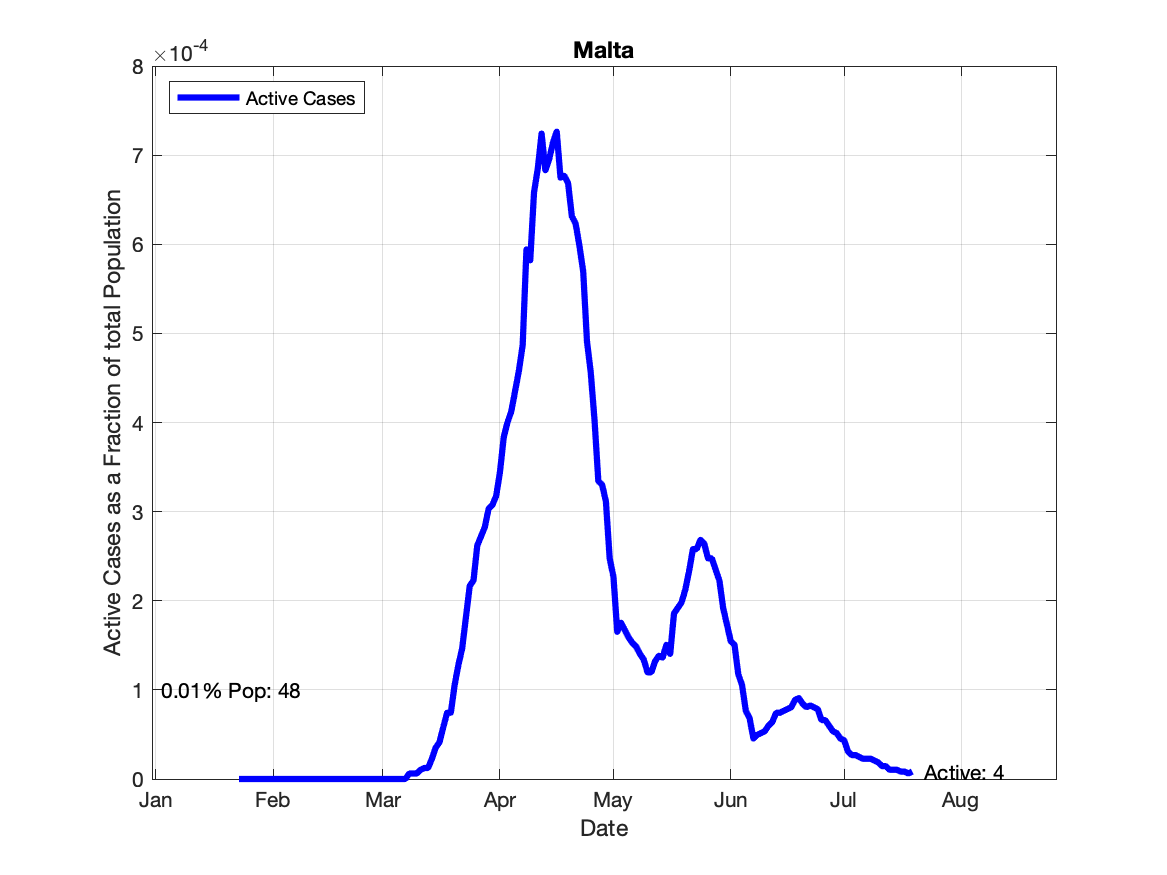 Malta
×10-4
Active Cases
8
7
6
5
4
3
2
1
0
Active Cases as a Fraction of total Population
0.01% Pop: 48
Active: 4
Jan Feb Mar Apr May Jun Jul Aug
Date